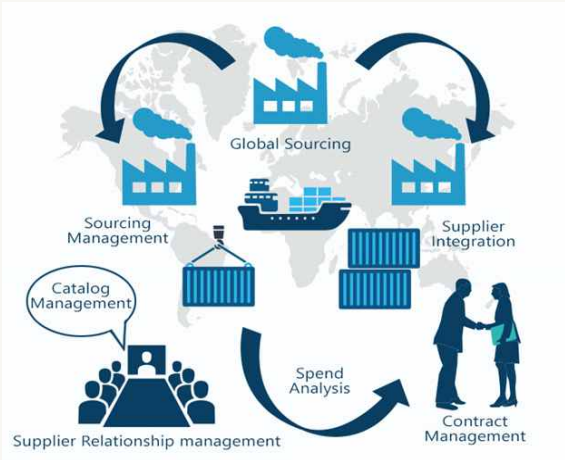 Global Sourcing
Sourcing
Management
Supplier
Integration
Catalog
Management
Spend
Analysis
Contract
Management
Supplier Relationship management